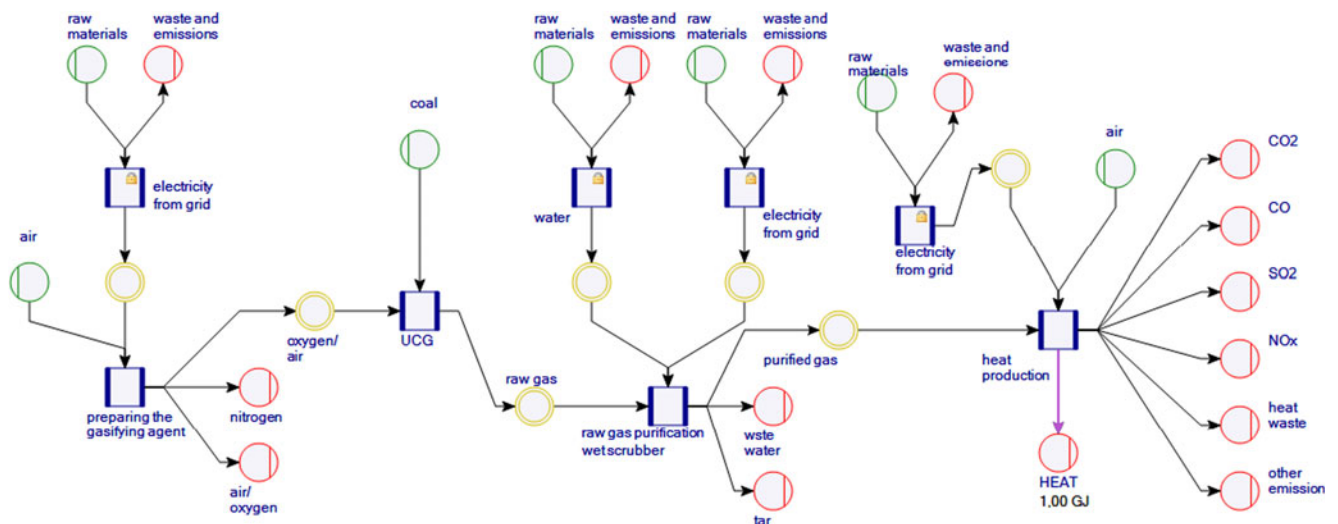 raw
materials
waste and
emissions
raw
materials
waste and
emissions
raw
materials
waste and
emissions
raw
materials
waste and
emissions
coal
air
CO2
electricity
from grid
water
electricity
from grid
CO
electricity
from grid
air
SO2
oxygen/
air
UCG
purified gas
heat
production
NOx
raw gas
nitrogen
preparing the
gasifying agent
raw gas purification
wet scrubber
wste
water
heat
waste
air/
oxygen
tar
HEAT
1,00 GJ
other
emission